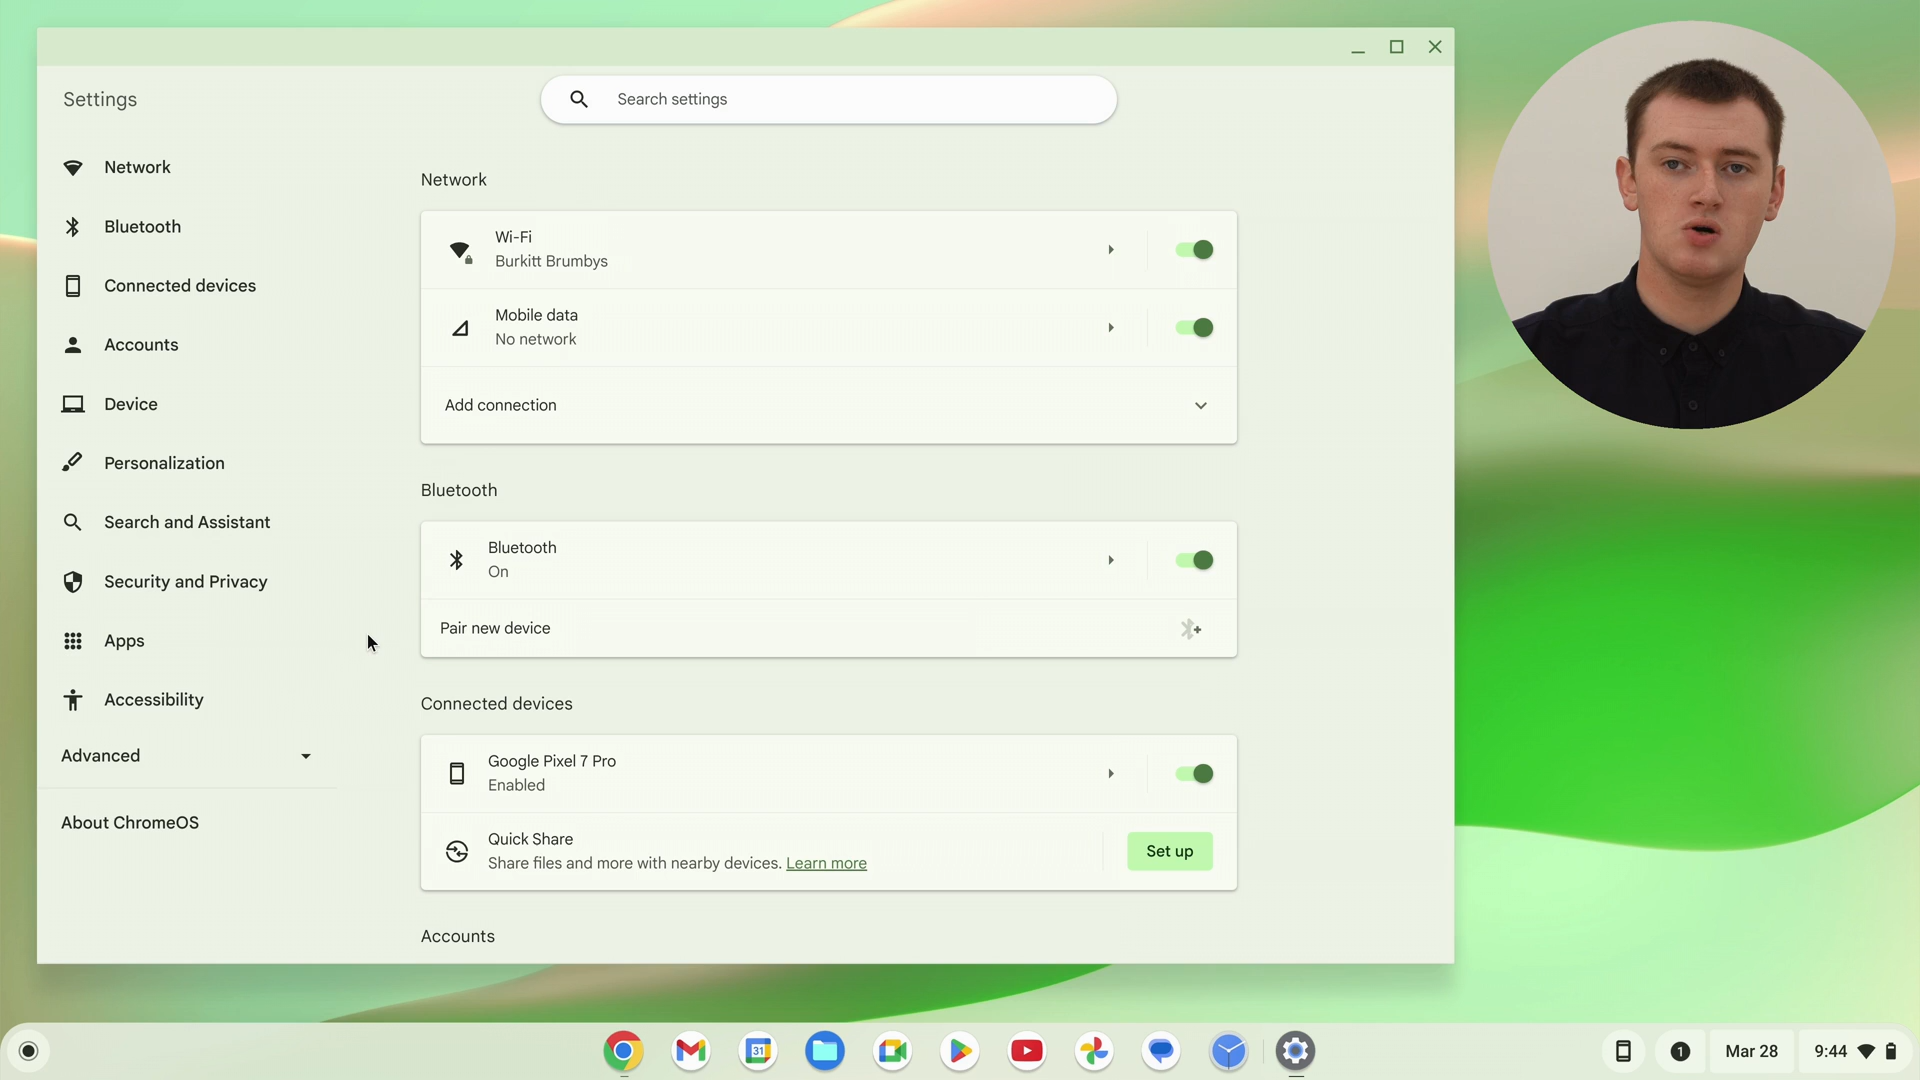 Settings
Search settings
Network
Bluetooth
Connected devices
Accounts
Device
Personalization
Search and Assistant
Security and Privacy
Apps
Accessibility
Advanced
About ChromeOS
Network
Wi-Fi
Burkitt Brumbys
Mobile data
No network
Add connection
Bluetooth
Bluetooth
On
Pair new device
Connected devices
Google Pixel 7 Pro
Enabled
Quick Share
Share files and more with nearby devices. Learn more
Set up
Accounts
31
1
Mar 28
9:44